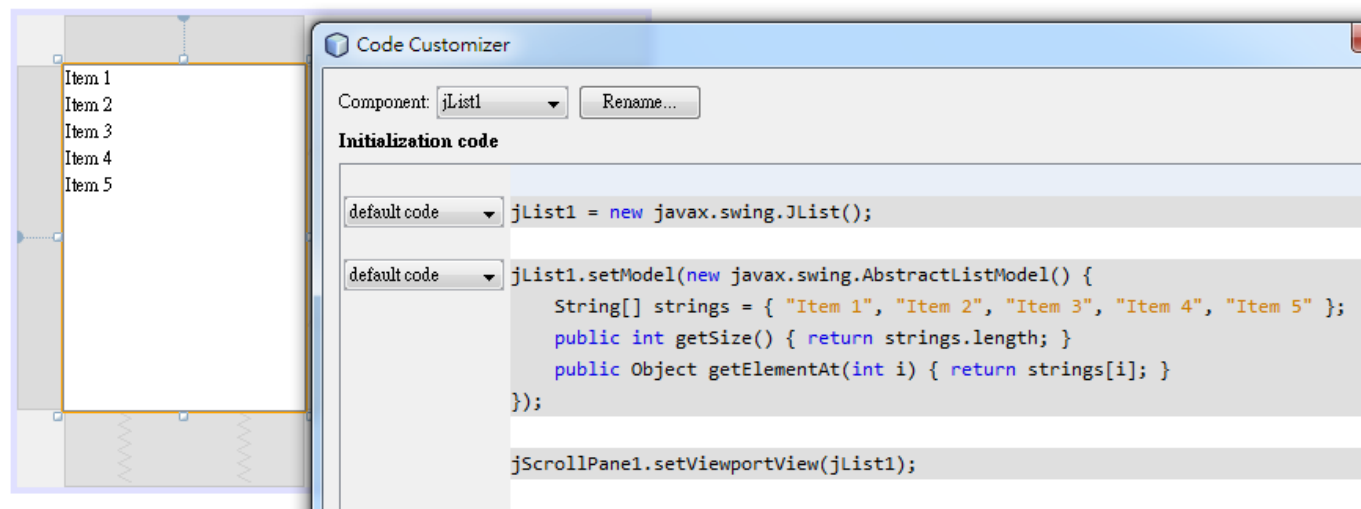 Item 1
Item 2
Item 3
Item 4
Item 5
Code Customizer
Component: jList1 Rename...
Initialization code
default code jList1 = new javax.swing.JList();
default code jList1.setModel(new javax.swing.AbstractListModel() {
String[] strings = { "Item 1", "Item 2", "Item 3", "Item 4", "Item 5" };
public int getSize() { return strings.length; }
public Object getElementAt(int i) { return strings[i]; }
});
jScrollPane1.setViewportView(jList1);